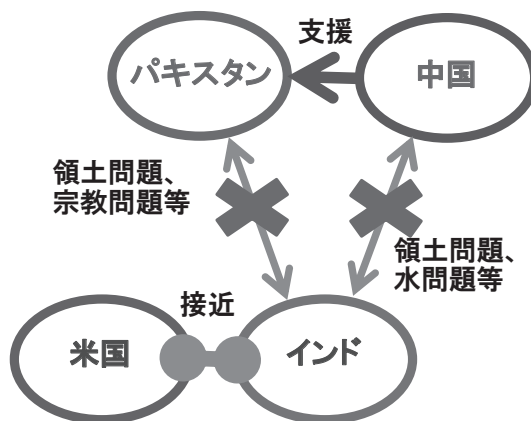 支援
パキスタン
中国
領土問題、
宗教問題等
領土問題、
水問題等
接近
米国
インド